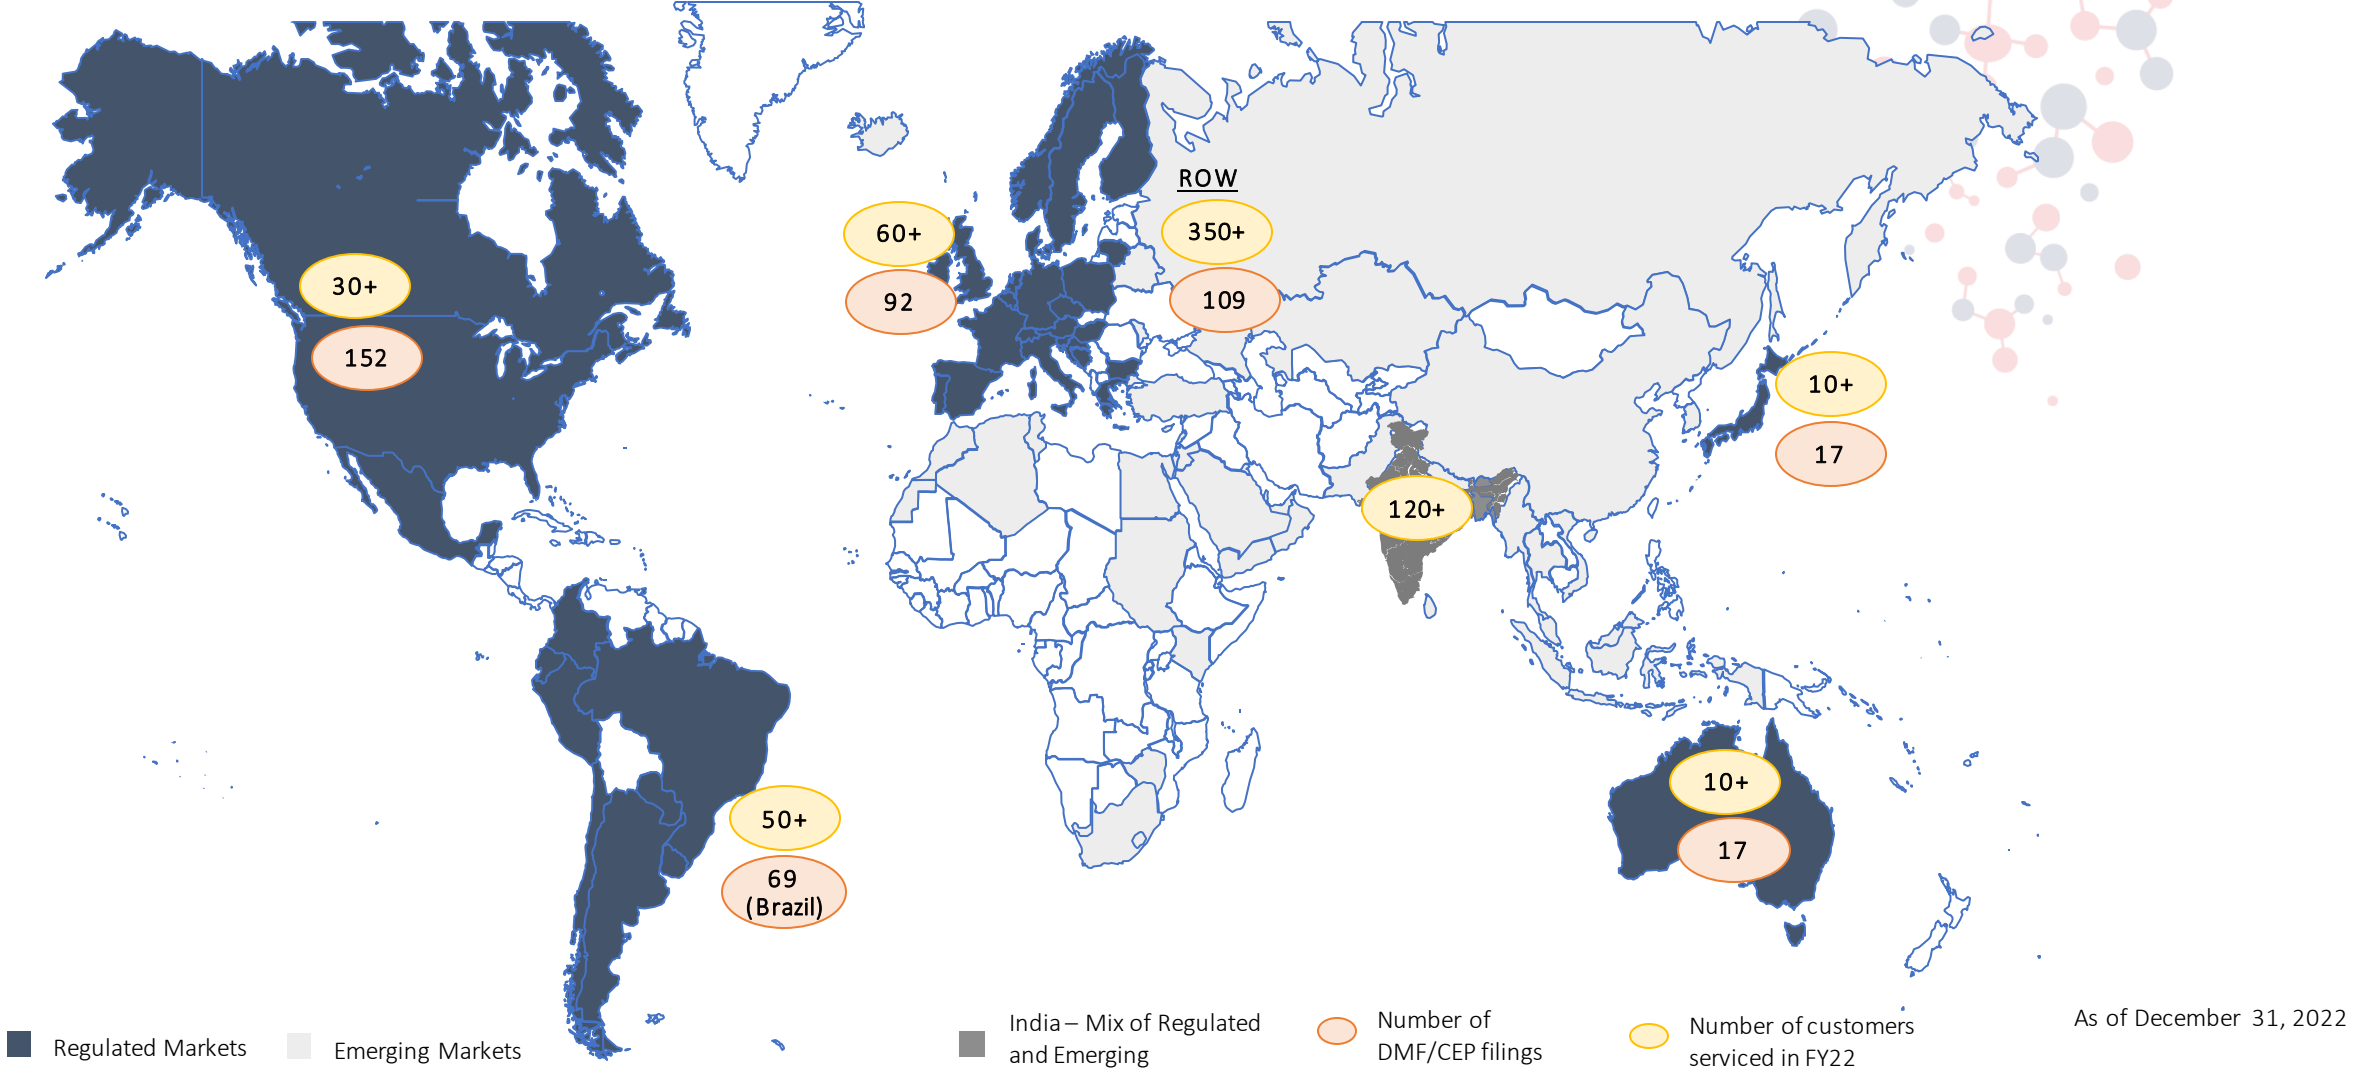 ROW
60+
350+
30+
92
109
152
10+
17
120+
10+
50+
17
69
(Brazil)
Regulated Markets
Emerging Markets
India – Mix of Regulated
and Emerging
Number of
DMF/CEP filings
Number of customers
serviced in FY22
As of December 31, 2022